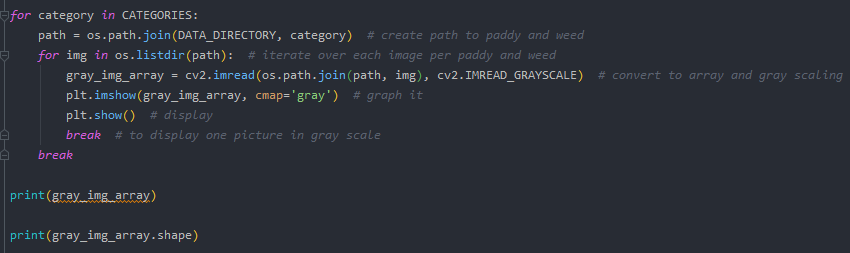 for category in CATEGORIES:
    path = os.path.join(DATA_DIRECTORY, category)  # create path to paddy and weed
    for img in os.listdir(path):  # iterate over each image per paddy and weed
        gray_img_array = cv2.imread(os.path.join(path, img), cv2.IMREAD_GRAYSCALE)  # convert to array and gray scaling
        plt.imshow(gray_img_array, cmap='gray')  # graph it
        plt.show()  # display
        break  # to display one picture in gray scale
    break
print(gray_img_array)
print(gray_img_array.shape)